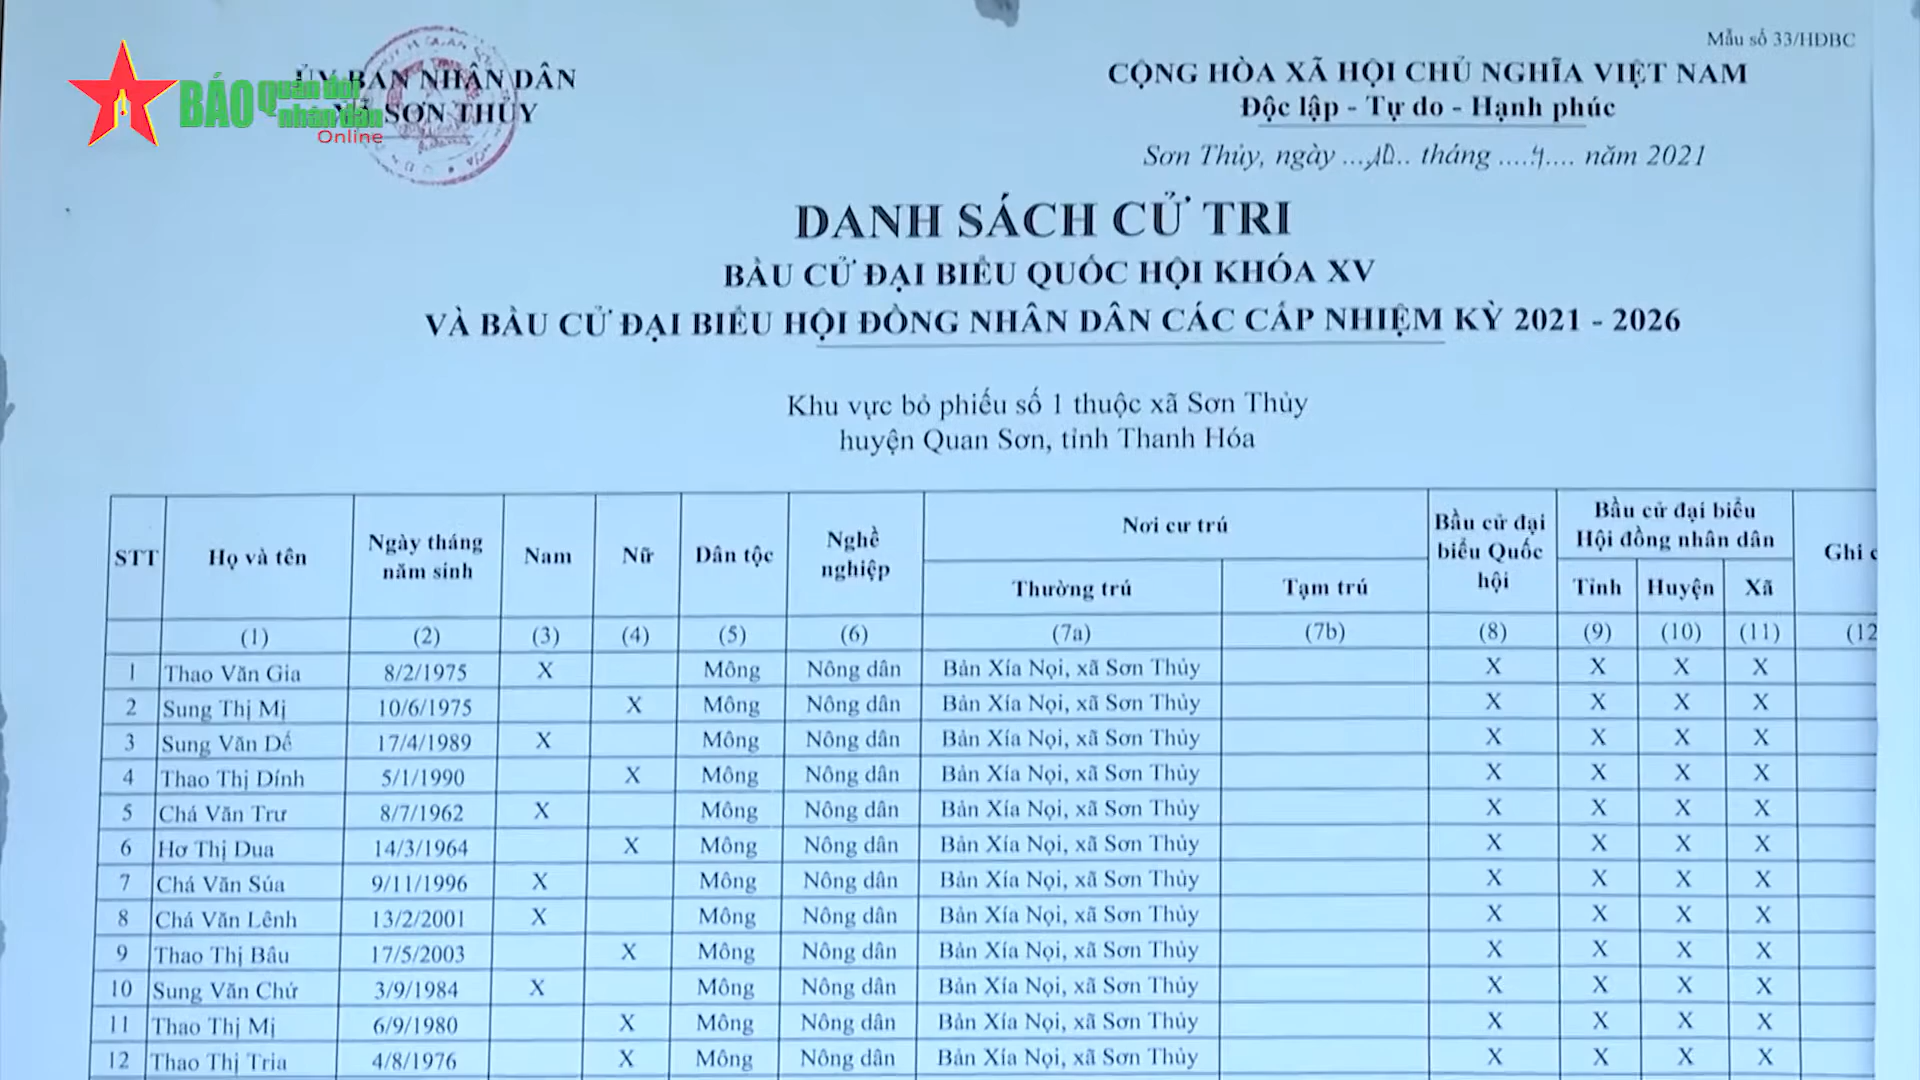 Mẫu số 33/HĐBC
ỦY BAN NHÂN DÂN
XÃ SƠN THỦY
BÁO Quân đội nhân dân
Online
CỘNG HÒA XÃ HỘI CHỦ NGHĨA VIỆT NAM
Độc lập - Tự do - Hạnh phúc
Sơn Thủy, ngày ...10.. tháng ....4.... năm 2021
DANH SÁCH CỬ TRI
BẦU CỬ ĐẠI BIỂU QUỐC HỘI KHÓA XV
VÀ BẦU CỬ ĐẠI BIỂU HỘI ĐỒNG NHÂN DÂN CÁC CẤP NHIỆM KỲ 2021 - 2026
Khu vực bỏ phiếu số 1 thuộc xã Sơn Thủy
huyện Quan Sơn, tỉnh Thanh Hóa
STT Họ và tên Ngày tháng năm sinh Nam Nữ Dân tộc Nghề nghiệp Nơi cư trú Bầu cử đại biểu Quốc hội Bầu cử đại biểu Hội đồng nhân dân Ghi
Thường trú Tạm trú Tỉnh Huyện Xã
(1) (2) (3) (4) (5) (6) (7a) (7b) (8) (9) (10) (11) (12
1 Thao Văn Gia 8/2/1975 X Mông Nông dân Bản Xía Nọi, xã Sơn Thủy X X X X
2 Sung Thị Mị 10/6/1975 X Mông Nông dân Bản Xía Nọi, xã Sơn Thủy X X X X
3 Sung Văn Dế 17/4/1989 X Mông Nông dân Bản Xía Nọi, xã Sơn Thủy X X X X
4 Thao Thị Dính 5/1/1990 X Mông Nông dân Bản Xía Nọi, xã Sơn Thủy X X X X
5 Chá Văn Trư 8/7/1962 X Mông Nông dân Bản Xía Nọi, xã Sơn Thủy X X X X
6 Hơ Thị Dua 14/3/1964 X Mông Nông dân Bản Xía Nọi, xã Sơn Thủy X X X X
7 Chá Văn Súa 9/11/1996 X Mông Nông dân Bản Xía Nọi, xã Sơn Thủy X X X X
8 Chá Văn Lênh 13/2/2001 X Mông Nông dân Bản Xía Nọi, xã Sơn Thủy X X X X
9 Thao Thị Bâu 17/5/2003 X Mông Nông dân Bản Xía Nọi, xã Sơn Thủy X X X X
10 Sung Văn Chứ 3/9/1984 X Mông Nông dân Bản Xía Nọi, xã Sơn Thủy X X X X
11 Thao Thị Mị 6/9/1980 X Mông Nông dân Bản Xía Nọi, xã Sơn Thủy X X X X
12 Thao Thị Tria 4/8/1976 X Mông Nông dân Bản Xía Nọi, xã Sơn Thủy X X X X